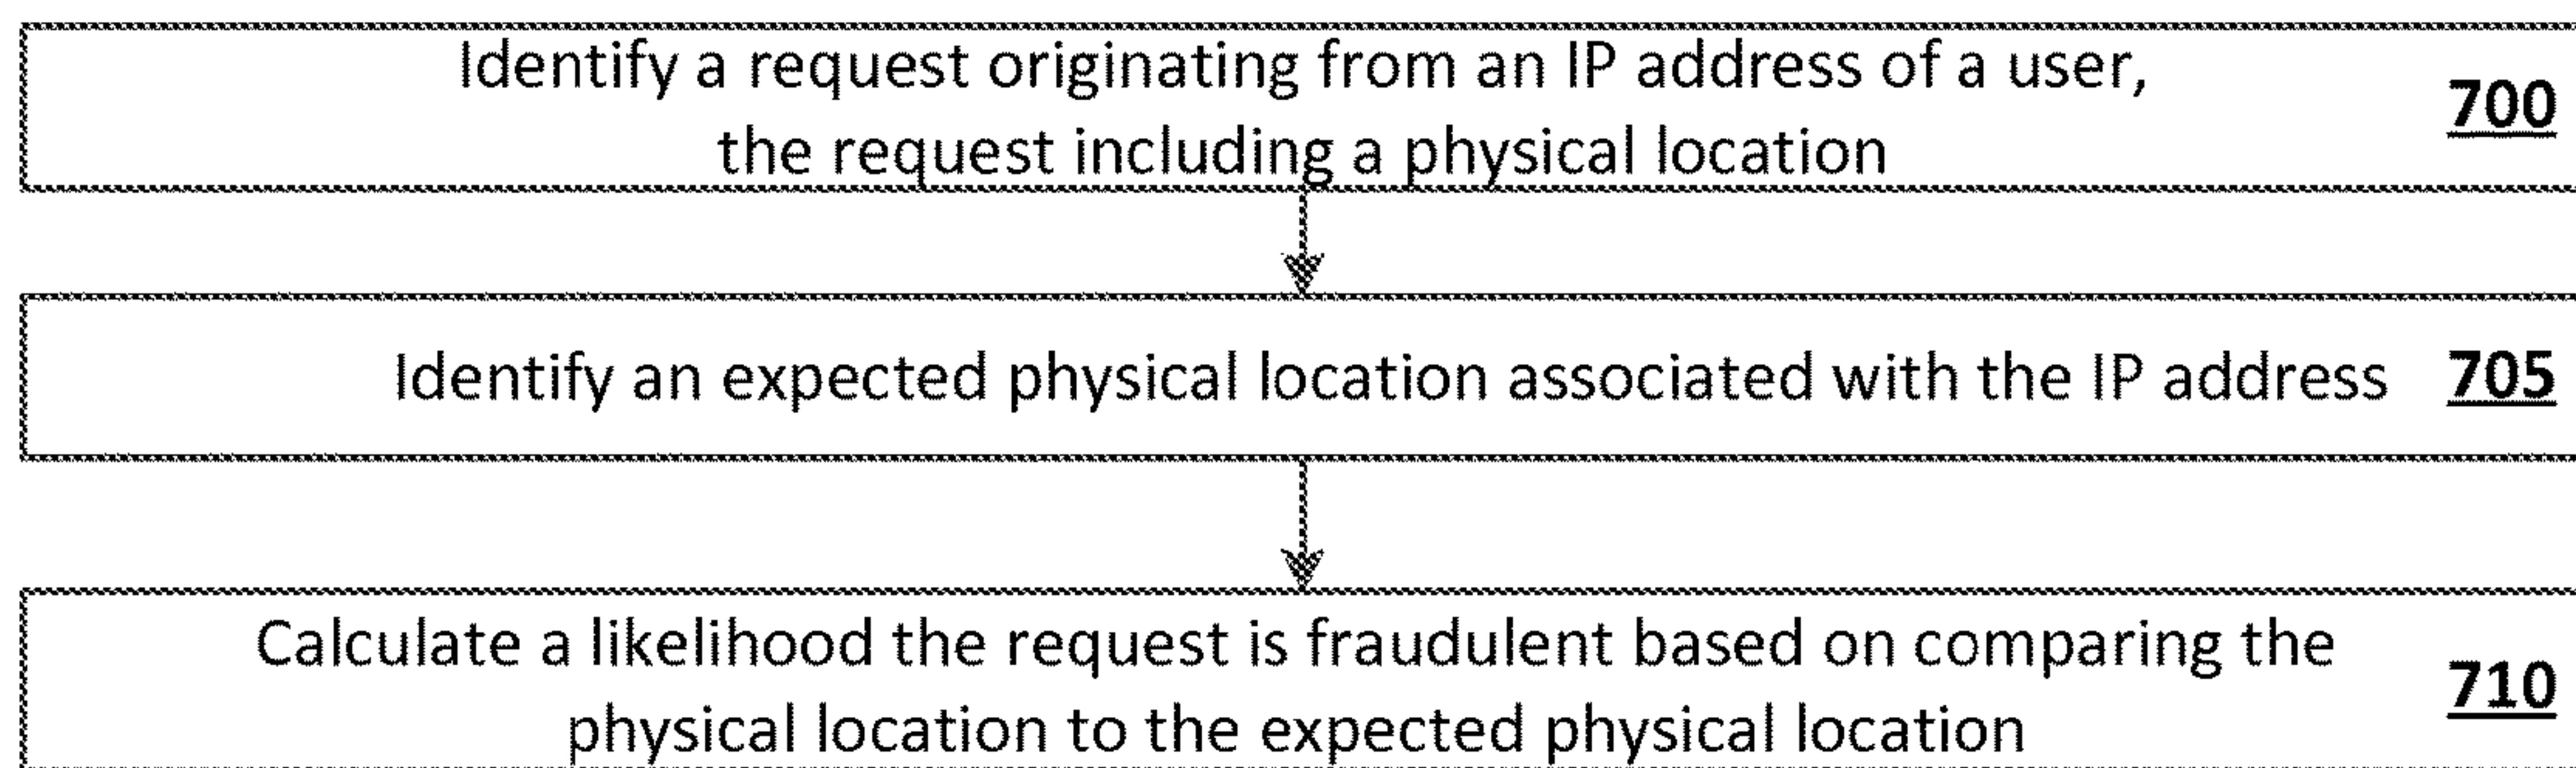 Identify a request originating from an IP address of a user,
the request including a physical location
700
Identify an expected physical location associated with the IP address 705
Calculate a likelihood the request is fraudulent based on comparing the
physical location to the expected physical location
710